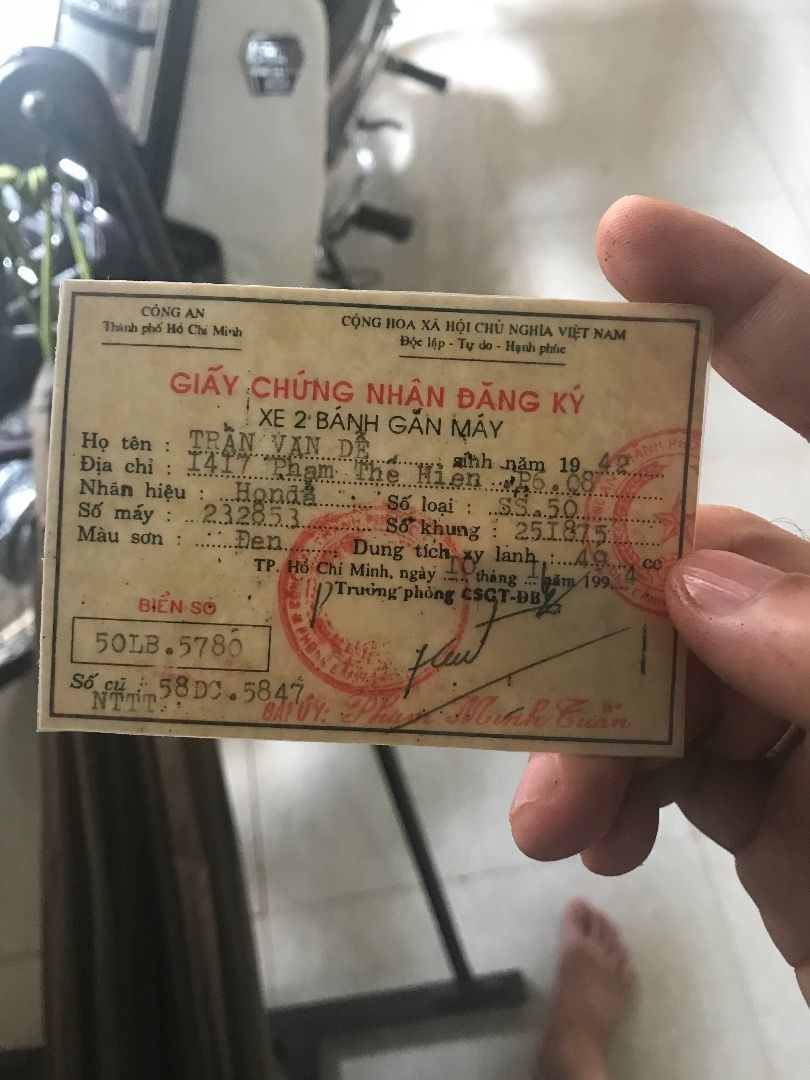 CÔNG AN
Thành phố Hồ Chí Minh
CỘNG HÒA XÃ HỘI CHỦ NGHĨA VIỆT NAM
Độc lập - Tự do - Hạnh phúc
GIẤY CHỨNG NHẬN ĐĂNG KÝ
XE 2 BÁNH GẮN MÁY
Họ tên : TRẦN VĂN DÊ sinh năm 1942
Địa chỉ : 1417 Phạm Thế Hiển P6.Q8
Nhãn hiệu : Honda Số loại : SS.50
Số máy : 232853 Số khung : 251875
Màu sơn : Đen Dung tích xy lanh : 49 cc
TP. Hồ Chí Minh, ngày 10 tháng năm 1994
Trưởng phòng CSGT-ĐB
BIỂN SỐ
50LB.5780
Số cũ : 58DC.5847
NTTT
ĐẠI ÚY: Phạm Minh Tuấn